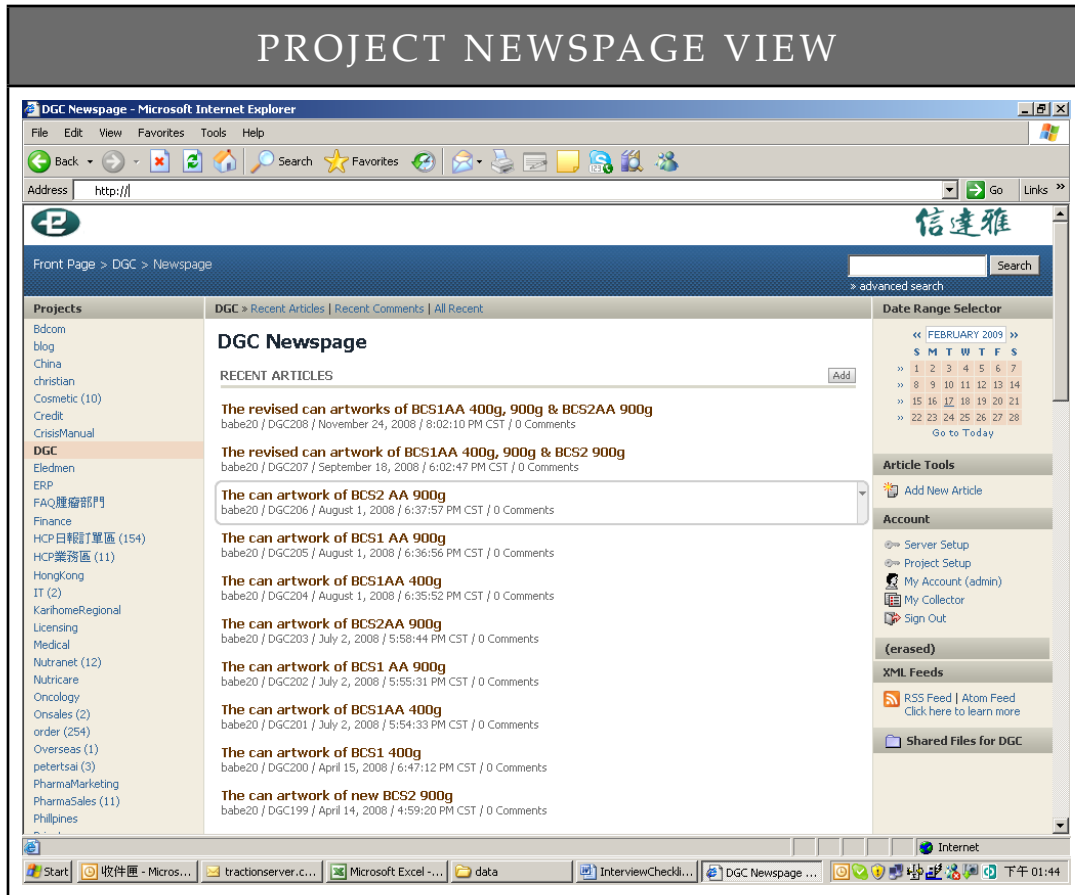 PROJECT NEWSPAGE VIEW
DGC Newspage - Microsoft Internet Explorer
File Edit View Favorites Tools Help
Back Search Favorites
Address http:// Go Links »
信達雅
Front Page > DGC > Newspage
Search
» advanced search
Projects
Bdcom
blog
China
christian
Cosmetic (10)
Credit
CrisisManual
DGC
Eledmen
ERP
FAQ腫瘤部門
Finance
HCP日報訂單區 (154)
HCP業務區 (11)
HongKong
IT (2)
KarihomeRegional
Licensing
Medical
Nutranet (12)
Nutricare
Oncology
Onsales (2)
order (254)
Overseas (1)
petertsai (3)
PharmaMarketing
PharmaSales (11)
Phillpines
DGC » Recent Articles | Recent Comments | All Recent
DGC Newspage
RECENT ARTICLES Add
The revised can artworks of BCS1AA 400g, 900g & BCS2AA 900g
babe20 / DGC208 / November 24, 2008 / 8:02:10 PM CST / 0 Comments
The revised can artwork of BCS1AA 400g, 900g & BCS2 900g
babe20 / DGC207 / September 18, 2008 / 6:02:47 PM CST / 0 Comments
The can artwork of BCS2 AA 900g
babe20 / DGC206 / August 1, 2008 / 6:37:57 PM CST / 0 Comments
The can artwork of BCS1 AA 900g
babe20 / DGC205 / August 1, 2008 / 6:36:56 PM CST / 0 Comments
The can artwork of BCS1AA 400g
babe20 / DGC204 / August 1, 2008 / 6:35:52 PM CST / 0 Comments
The can artwork of BCS2AA 900g
babe20 / DGC203 / July 2, 2008 / 5:58:44 PM CST / 0 Comments
The can artwork of BCS1 AA 900g
babe20 / DGC202 / July 2, 2008 / 5:55:31 PM CST / 0 Comments
The can artwork of BCS1AA 400g
babe20 / DGC201 / July 2, 2008 / 5:54:33 PM CST / 0 Comments
The can artwork of BCS1 400g
babe20 / DGC200 / April 15, 2008 / 6:47:12 PM CST / 0 Comments
The can artwork of new BCS2 900g
babe20 / DGC199 / April 14, 2008 / 4:59:20 PM CST / 0 Comments
Date Range Selector
« FEBRUARY 2009 »
S M T W T F S
» 1 2 3 4 5 6 7
» 8 9 10 11 12 13 14
» 15 16 17 18 19 20 21
» 22 23 24 25 26 27 28
Go to Today
Article Tools
Add New Article
Account
Server Setup
Project Setup
My Account (admin)
My Collector
Sign Out
(erased)
XML Feeds
RSS Feed | Atom Feed
Click here to learn more
Shared Files for DGC
Internet
Start 收件匣 - Micros... tractionserver.c... Microsoft Excel -... data InterviewCheckli... DGC Newspage ... 下午 01:44